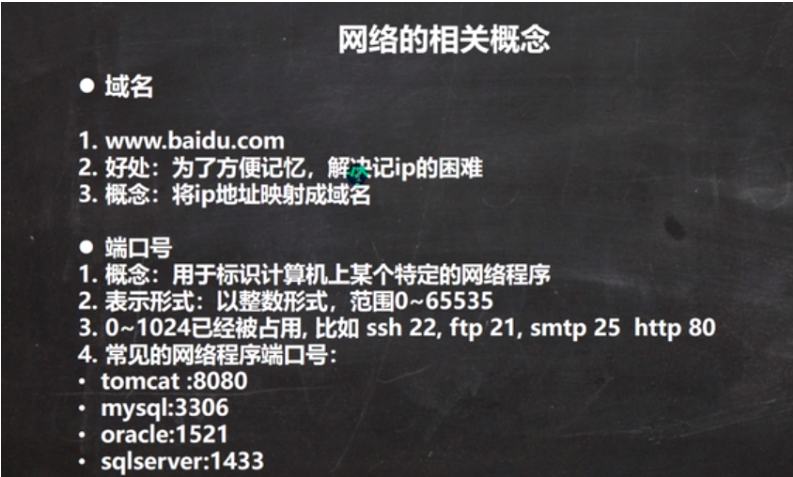 网络的相关概念
● 域名
1. www.baidu.com
2. 好处：为了方便记忆，解决记ip的困难
3. 概念：将ip地址映射成域名
● 端口号
1. 概念：用于标识计算机上某个特定的网络程序
2. 表示形式：以整数形式，范围0~65535
3. 0~1024已经被占用, 比如 ssh 22, ftp 21, smtp 25 http 80
4. 常见的网络程序端口号：
• tomcat :8080
• mysql:3306
• oracle:1521
• sqlserver:1433